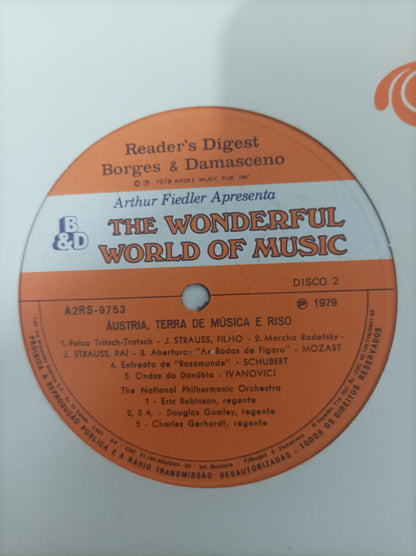 Reader's Digest
Borges & Damasceno
© ℗ 1978 ARDEE MUSIC PUB. INC
Arthur Fiedler Apresenta
B
&D
THE WONDERFUL
WORLD OF MUSIC
DISCO 2
A2RS-9753
℗ 1979
ÁUSTRIA, TERRA DE MÚSICA E RISO
1. Polca Tritsch-Tratsch - J. STRAUSS, FILHO - 2. Marcha Radetsky -
J. STRAUSS, PAI - 3. Abertura: "As Bodas de Figaro" - MOZART
4. Entreato de "Rosamunde" - SCHUBERT
5. Ondas do Danúbio - IVANOVICI
The National Philharmonic Orchestra
1 - Eric Robinson, regente
2, 3 4, - Douglas Gamley, regente
5 - Charles Gerhardt, regente
PROIBIDA A REPRODUÇÃO PÚBLICA E A RÁDIO TRANSMISSÃO DESAUTORIZADAS - TODOS OS DIREITOS RESERVADOS